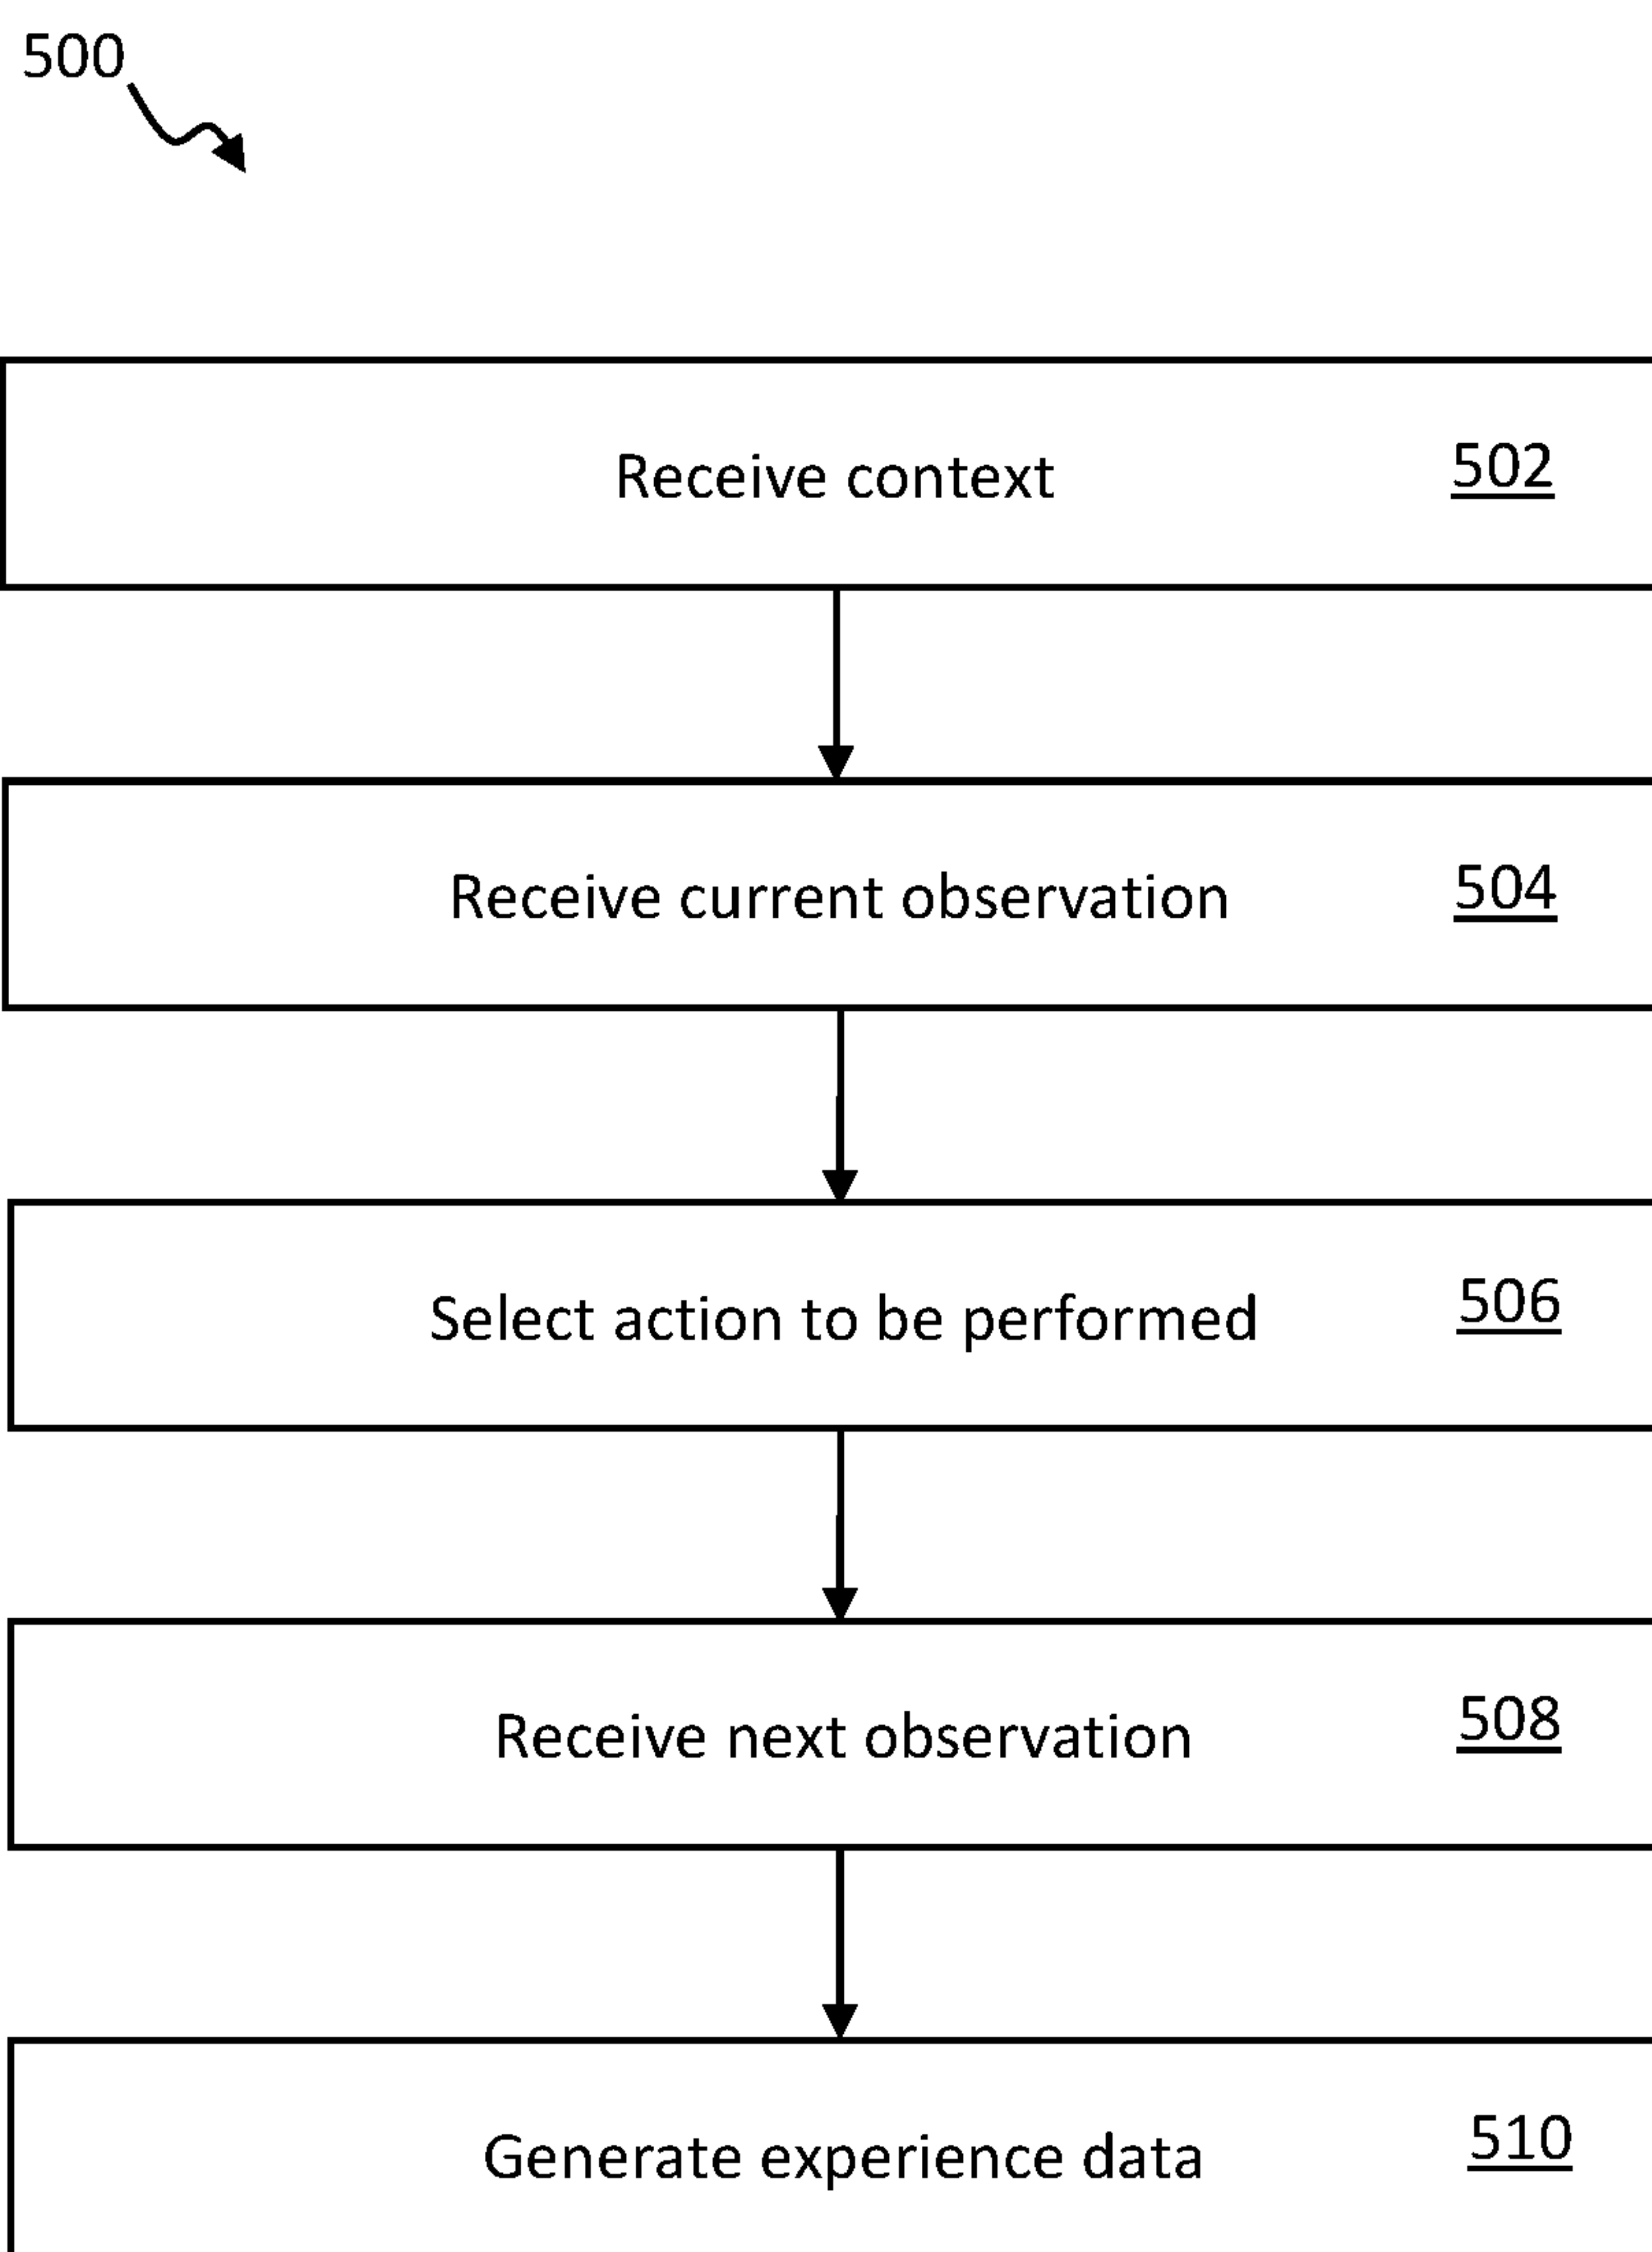 500
Receive context 502
Receive current observation 504
Select action to be performed 506
Receive next observation 508
Generate experience data 510